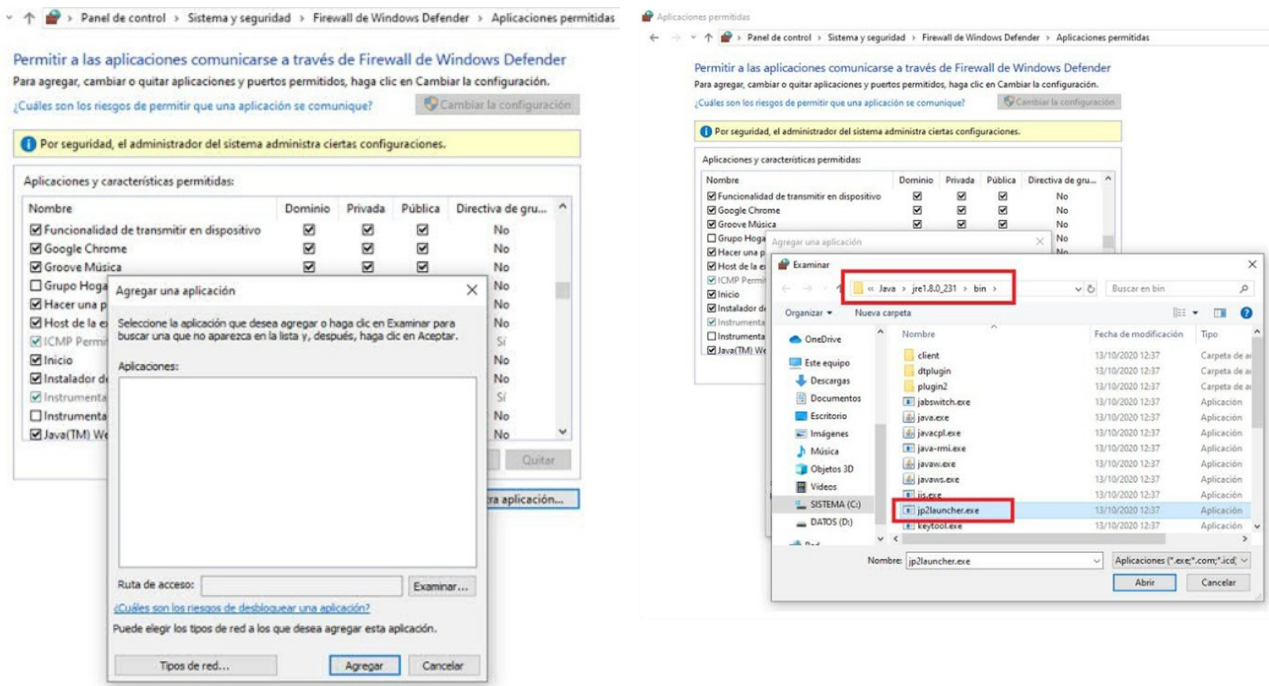 Panel de control › Sistema y seguridad › Firewall de Windows Defender › Aplicaciones permitidas
Permitir a las aplicaciones comunicarse a través de Firewall de Windows Defender
Para agregar, cambiar o quitar aplicaciones y puertos permitidos, haga clic en Cambiar la configuración.
¿Cuáles son los riesgos de permitir que una aplicación se comunique?
Cambiar la configuración
Por seguridad, el administrador del sistema administra ciertas configuraciones.
Aplicaciones y características permitidas:
Nombre Dominio Privada Pública Directiva de gru...
Funcionalidad de transmitir en dispositivo No
Google Chrome No
Groove Música No
Grupo Hoga No
Hacer una p No
Host de la e No
ICMP Permi Sí
Inicio No
Instalador de No
Instrumenta Sí
Instrumenta No
Java(TM) We No
Quitar
ra aplicación...
Agregar una aplicación
Seleccione la aplicación que desea agregar o haga clic en Examinar para
buscar una que no aparezca en la lista y, después, haga clic en Aceptar.
Aplicaciones:
Ruta de acceso: Examinar...
¿Cuáles son los riesgos de desbloquear una aplicación?
Puede elegir los tipos de red a los que desea agregar esta aplicación.
Tipos de red... Agregar Cancelar
Aplicaciones permitidas
Panel de control › Sistema y seguridad › Firewall de Windows Defender › Aplicaciones permitidas
Permitir a las aplicaciones comunicarse a través de Firewall de Windows Defender
Para agregar, cambiar o quitar aplicaciones y puertos permitidos, haga clic en Cambiar la configuración.
¿Cuáles son los riesgos de permitir que una aplicación se comunique?
Cambiar la configuración
Por seguridad, el administrador del sistema administra ciertas configuraciones.
Aplicaciones y características permitidas:
Nombre Dominio Privada Pública Directiva de gru...
Funcionalidad de transmitir en dispositivo No
Google Chrome No
Groove Música No
Grupo Hoga No
Hacer una p No
Host de la e
ICMP Permi
Inicio
Instalador de
Instrumenta
Instrumenta
Java(TM) We
Agregar una aplicación
Examinar
« Java › jre1.8.0_231 › bin ›
Buscar en bin
Organizar Nueva carpeta
OneDrive
Este equipo
Descargas
Documentos
Escritorio
Imágenes
Música
Objetos 3D
Vídeos
SISTEMA (C:)
DATOS (D:)
Red
Nombre Fecha de modificación Tipo
client 13/10/2020 12:37 Carpeta de a
dtplugin 13/10/2020 12:37 Carpeta de a
plugin2 13/10/2020 12:37 Carpeta de a
jabswitch.exe 13/10/2020 12:37 Aplicación
java.exe 13/10/2020 12:37 Aplicación
javacpl.exe 13/10/2020 12:37 Aplicación
java-rmi.exe 13/10/2020 12:37 Aplicación
javaw.exe 13/10/2020 12:37 Aplicación
javaws.exe 13/10/2020 12:37 Aplicación
jjs.exe 13/10/2020 12:37 Aplicación
jp2launcher.exe 13/10/2020 12:37 Aplicación
keytool.exe 13/10/2020 12:37 Aplicación
Nombre: jp2launcher.exe Aplicaciones (*.exe;*.com;*.icd)
Abrir Cancelar